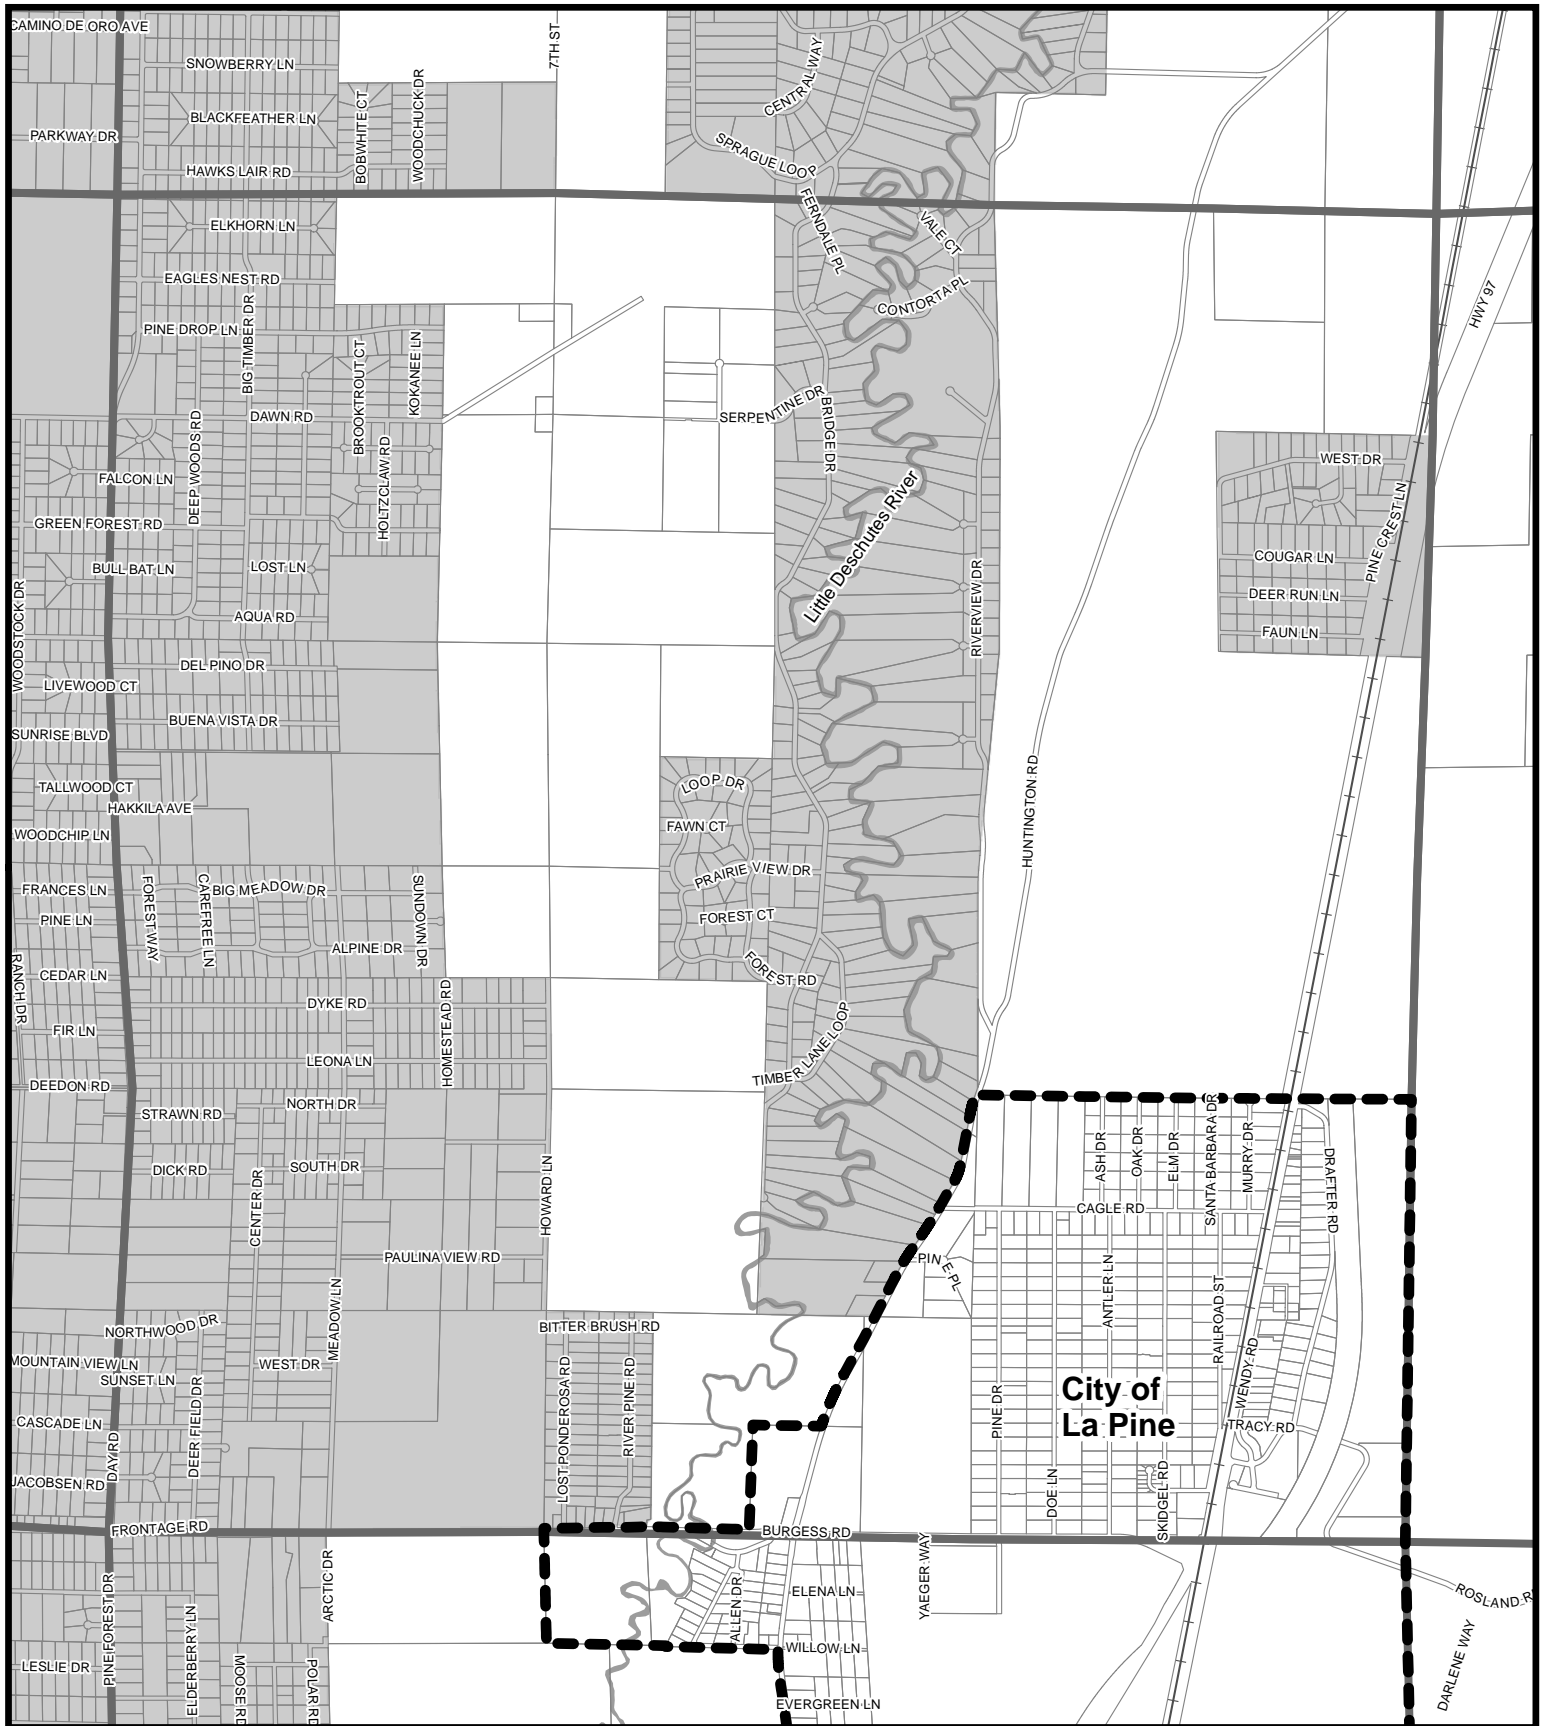 CAMINO DE ORO AVE
SNOWBERRY LN
7TH ST
CENTRAL WAY
BOBWHITE CT
WOODCHUCK DR
BLACKFEATHER LN
PARKWAY DR
SPRAGUE LOOP
HAWKS LAIR RD
FERNDALE PL
VALE CT
ELKHORN LN
EAGLES NEST RD
CONTORTA PL
HWY 97
BIG TIMBER DR
PINE DROP LN
BROOKTROUT CT
KOKANEE LN
SERPENTINE DR
BRIDGE DR
DAWN RD
DEEP WOODS RD
HOLTZCLAW RD
WEST DR
FALCON LN
Little Deschutes River
PINE CREST LN
GREEN FOREST RD
COUGAR LN
BULL BAT LN
LOST LN
DEER RUN LN
RIVERVIEW DR
WOODSTOCK DR
AQUA RD
FAUN LN
DEL PINO DR
LIVEWOOD CT
BUENA VISTA DR
SUNRISE BLVD
TALLWOOD CT
LOOP DR
HUNTINGTON RD
HAKKILA AVE
FAWN CT
WOODCHIP LN
PRAIRIE VIEW DR
FRANCES LN
FOREST WAY
CAREFREE LN
BIG MEADOW DR
SUNDOWN DR
PINE LN
FOREST CT
ALPINE DR
RANCH DR
CEDAR LN
FOREST RD
DYKE RD
HOMESTEAD RD
FIR LN
TIMBER LANE LOOP
LEONA LN
DEEDON RD
NORTH DR
STRAWN RD
ASH DR
OAK DR
ELM DR
SANTA BARBARA DR
MURRY DR
DRAFTER RD
DICK RD
SOUTH DR
CENTER DR
HOWARD LN
CAGLE RD
PAULINA VIEW RD
PINE PL
ANTLER LN
RAILROAD ST
MEADOW LN
NORTHWOOD DR
BITTER BRUSH RD
MOUNTAIN VIEW LN
WEST DR
SUNSET LN
WENDY RD
City of
La Pine
DEER FIELD DR
LOST PONDEROSA RD
RIVER PINE RD
PINE DR
CASCADE LN
TRACY RD
DAY RD
JACOBSEN RD
DOE LN
SKIDGEL RD
FRONTAGE RD
BURGESS RD
ARCTIC DR
YAEGER WAY
PINE FOREST DR
ALLEN DR
ELENA LN
ROSLAND R
ELDERBERRY LN
WILLOW LN
DARLENE WAY
LESLIE DR
MOOSE RD
POLAR RD
EVERGREEN LN